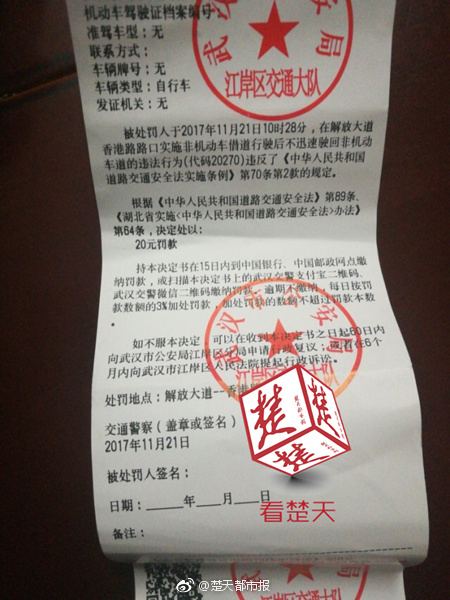 机动车驾驶证档案编号：
准驾车型：无
联系方式：
车辆牌号：无
车辆类型：自行车
发证机关：无
武汉 安局
江岸区交通大队
被处罚人于2017年11月21日10时28分，在解放大道
香港路路口实施非机动车借道行驶后不迅速驶回非机动
车道的违法行为(代码20270)违反了《中华人民共和国
道路交通安全法实施条例》第70条第2款的规定。
根据《中华人民共和国道路交通安全法》第89条、
《湖北省实施<中华人民共和国道路交通安全法>办法》
第64条，决定处以：
20元罚款
持本决定书在15日内到中国银行、中国邮政网点缴
纳罚款，或扫描本决定书上的武汉交警支付宝二维码、
武汉交警微信二维码缴纳罚款；逾期不缴纳，每日按罚
款数额的3%加处罚款，加处罚款的数额不超过罚款本数
。
如不服本决定，可以在收到本决定书之日起60日内
向武汉市公安局江岸区分局申请行政复议；或者在6个
月内向武汉市江岸区人民法院提起行政诉讼。
处罚地点：解放大道--香港
交通警察（盖章或签名）
2017年11月21日
被处罚人签名：
日期：____年___月___日
备注：
楚
楚
楚
看楚天
@楚天都市报